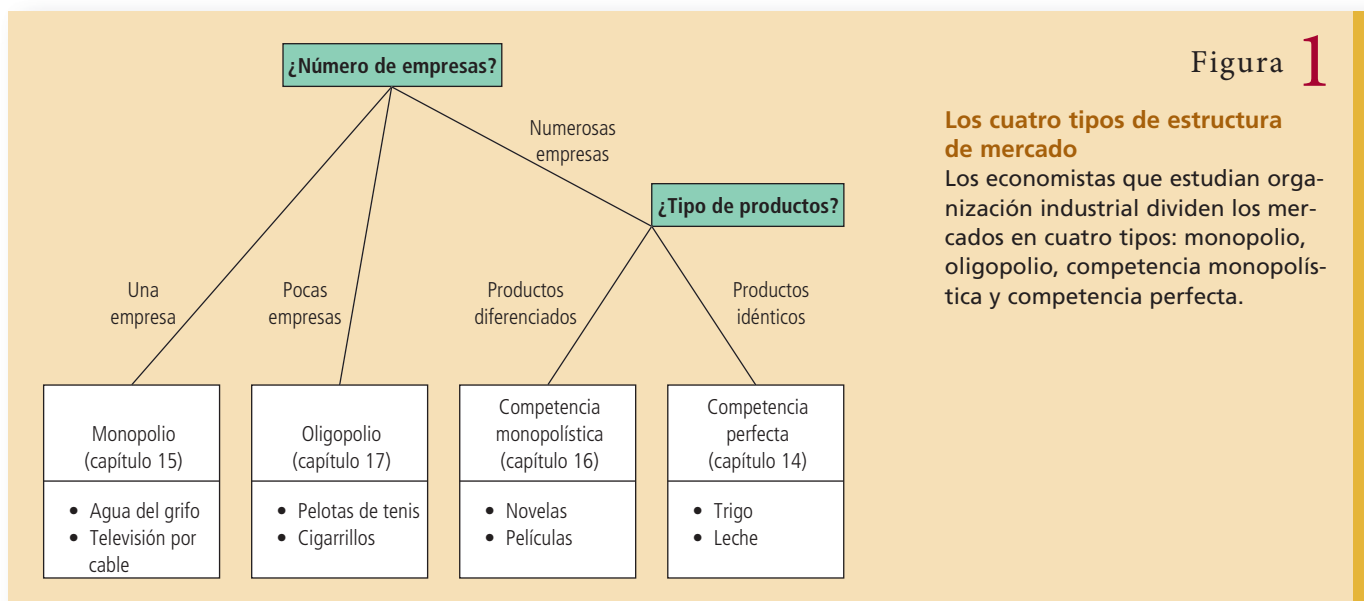 ¿Número de empresas?
Numerosas
empresas
¿Tipo de productos?
Una
empresa
Pocas
empresas
Productos
diferenciados
Productos
idénticos
Monopolio
(capítulo 15)
• Agua del grifo
• Televisión por
cable
Oligopolio
(capítulo 17)
• Pelotas de tenis
• Cigarrillos
Competencia
monopolística
(capítulo 16)
• Novelas
• Películas
Competencia
perfecta
(capítulo 14)
• Trigo
• Leche
Figura 1
Los cuatro tipos de estructura
de mercado
Los economistas que estudian orga-
nización industrial dividen los mer-
cados en cuatro tipos: monopolio,
oligopolio, competencia monopolís-
tica y competencia perfecta.